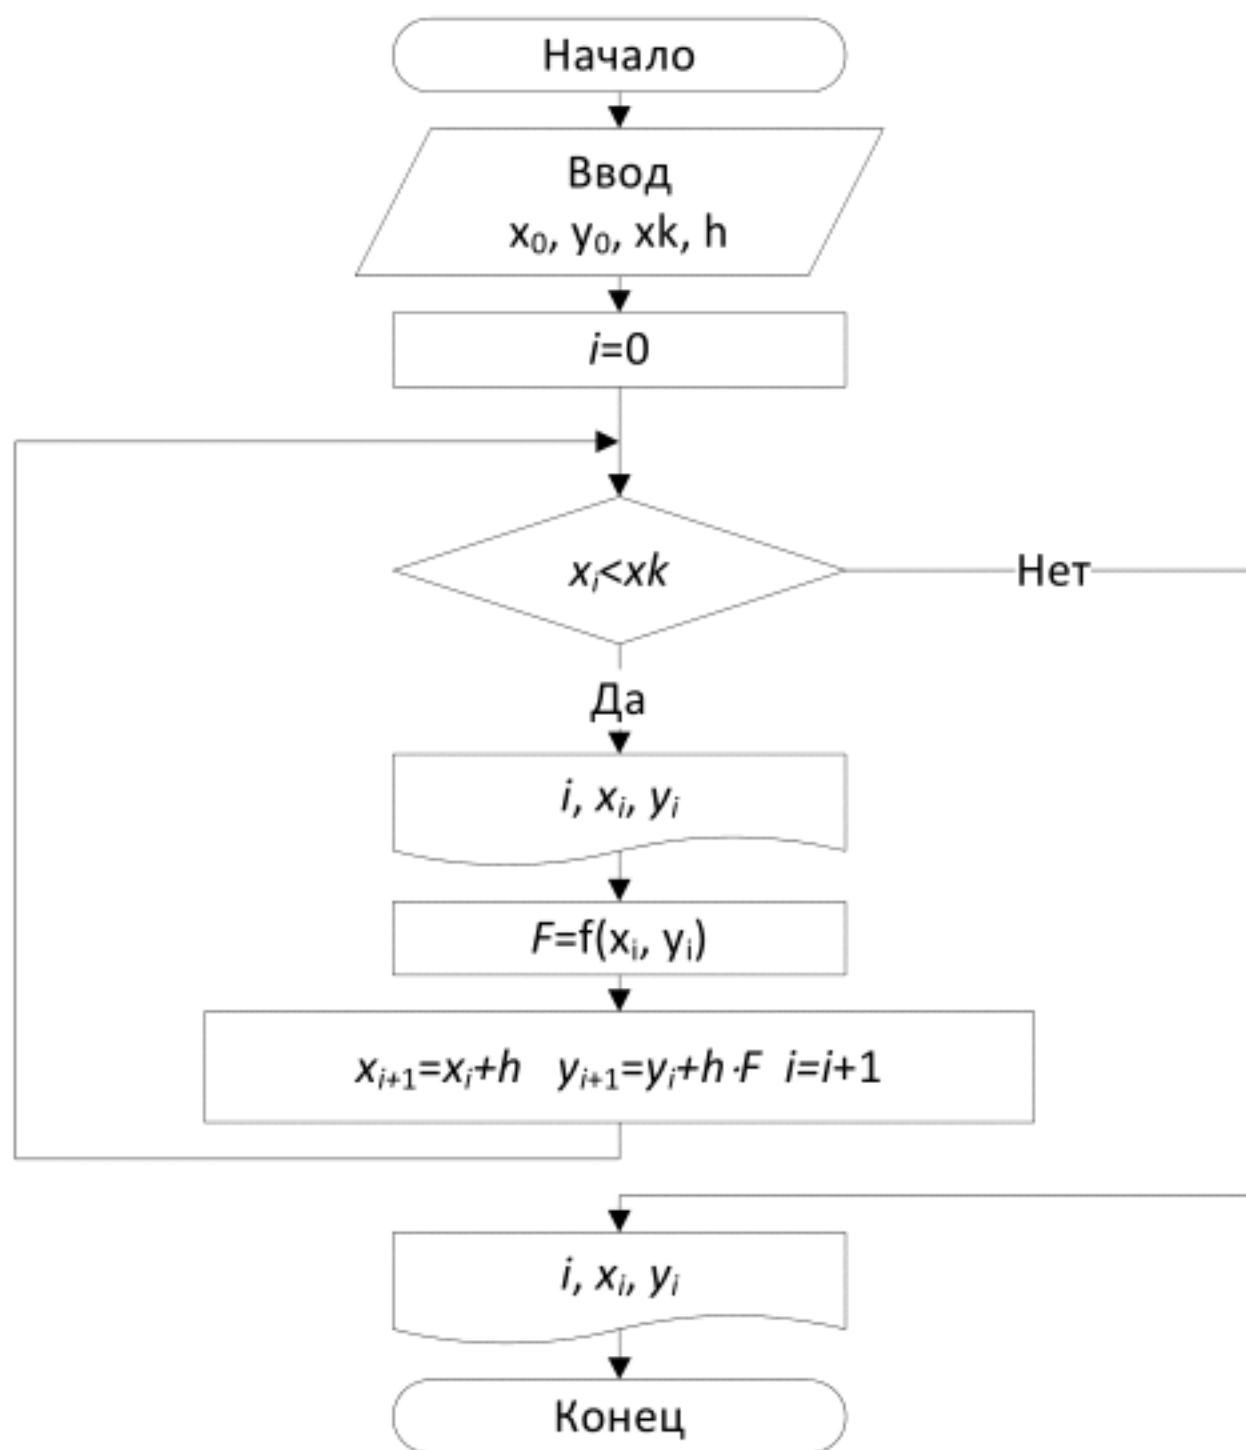 Начало
Ввод
x₀, y₀, xk, h
i=0
xᵢ<xk
Нет
Да
i, xᵢ, yᵢ
F=f(xᵢ, yᵢ)
xᵢ₊₁=xᵢ+h yᵢ₊₁=yᵢ+h·F i=i+1
i, xᵢ, yᵢ
Конец